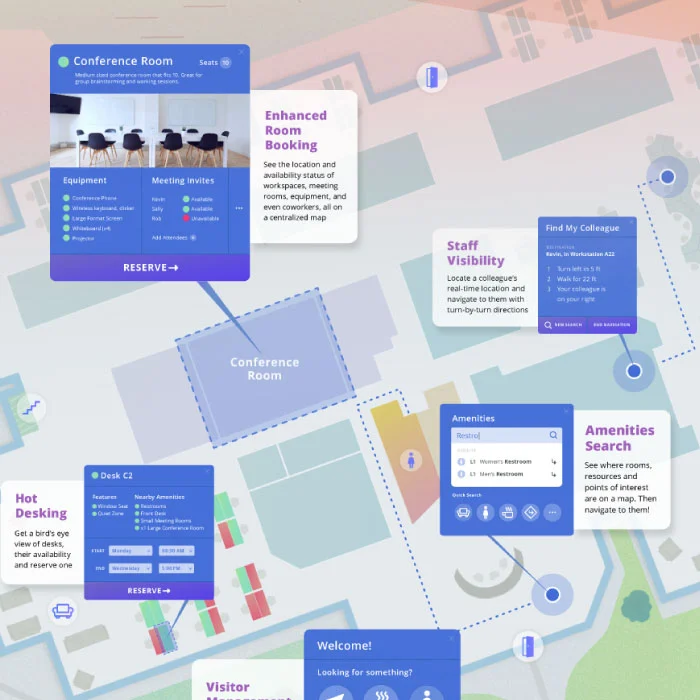 Conference Room
Seats 10
Medium sized conference room that fits 10. Great for
group brainstorming and working sessions.
Equipment
Conference Phone
Wireless keyboard, clicker
Large Format Screen
Whiteboard
Projector
Meeting Invites
Kevin Available
Sally Available
Rob Unavailable
Add Attendees
RESERVE
Enhanced
Room
Booking
See the location and
availability status of
workspaces, meeting
rooms, equipment, and
even coworkers, all on
a centralized map
Staff
Visibility
Locate a colleague's
real-time location and
navigate to them with
turn-by-turn directions
Find My Colleague
Kevin, in Workstation A22
1 Turn left in 5 ft
2 Walk for 22 ft
3 Your colleague is
on your right
NEW SEARCH
END NAVIGATION
Conference
Room
Amenities
Restro
L1 Women's Restroom
L1 Men's Restroom
Quick Search
Amenities
Search
See where rooms,
resources and
points of interest
are on a map. Then
navigate to them!
Hot
Desking
Get a bird's eye
view of desks,
their availability
and reserve one
Desk C2
Features
Window Seat
Quiet Zone
Nearby Amenities
Restrooms
Front Desk
Small Meeting Rooms
x1 Large Conference Room
START Monday
END Wednesday 5:00 PM
RESERVE
Visitor
Management
Welcome!
Looking for something?